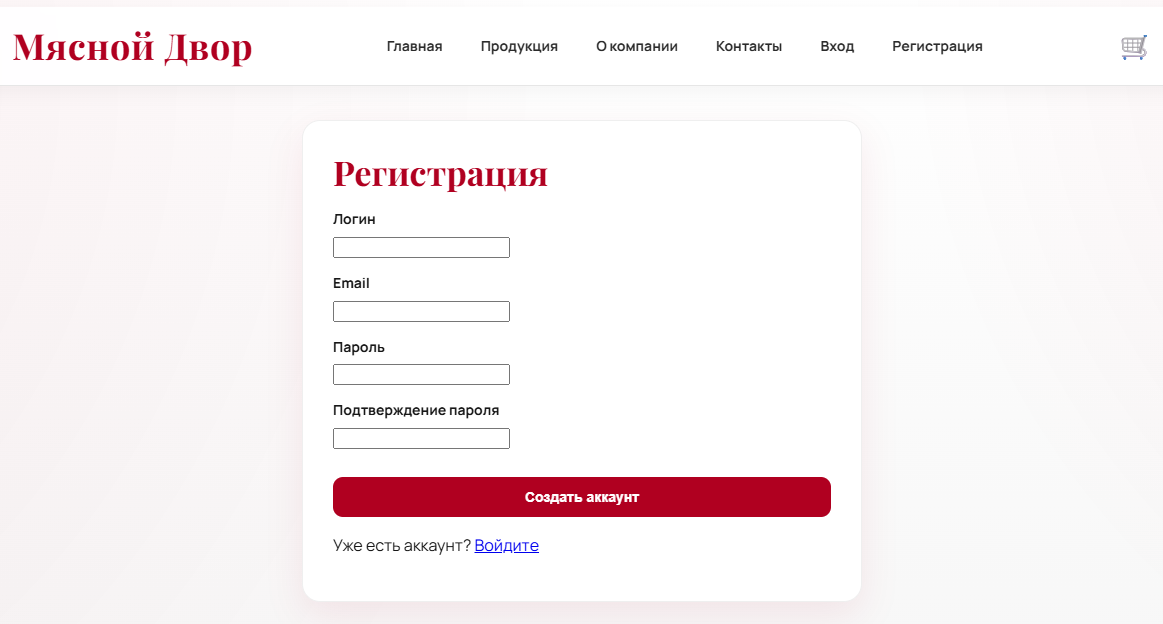 Мясной Двор
Главная Продукция О компании Контакты Вход Регистрация
Регистрация
Логин
Email
Пароль
Подтверждение пароля
Создать аккаунт
Уже есть аккаунт? Войдите